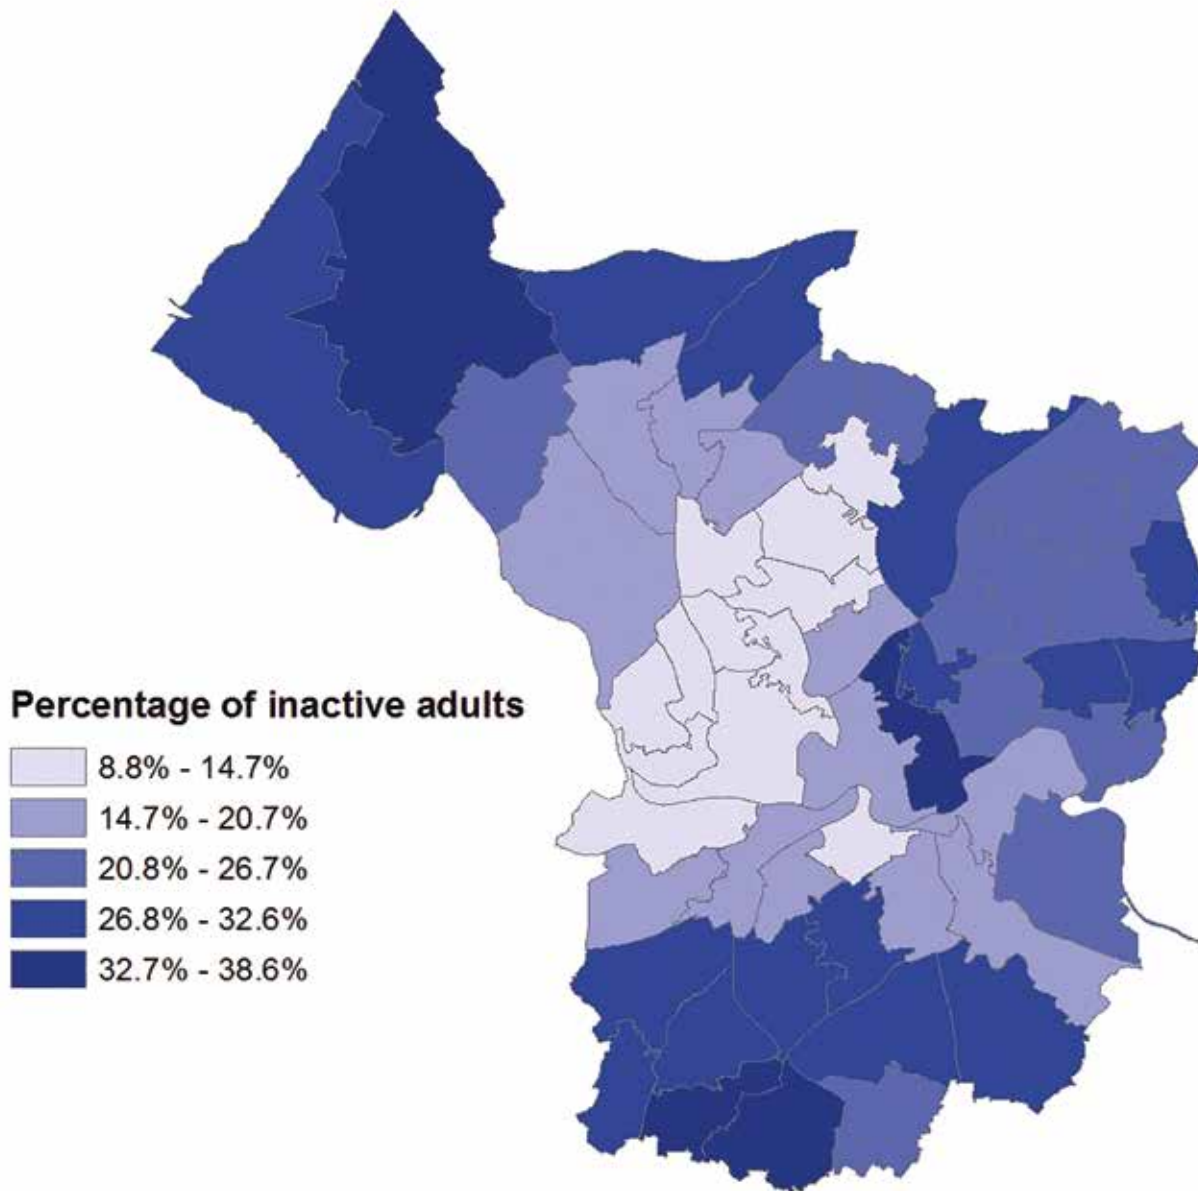 Percentage of inactive adults
8.8% - 14.7%
14.7% - 20.7%
20.8% - 26.7%
26.8% - 32.6%
32.7% - 38.6%